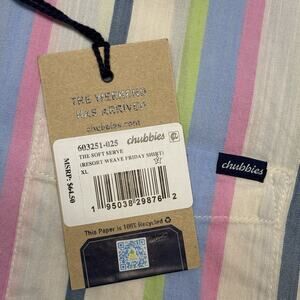 THE WEEKEND
HAS ARRIVED
chubbies.com
603251-025
chubbies
THE SOFT SERVE
(RESORT WEAVE FRIDAY SHIRT)
XL
MSRP: $64.50
1 95038 29876 2
This Paper is 100% Recycled
chubbies